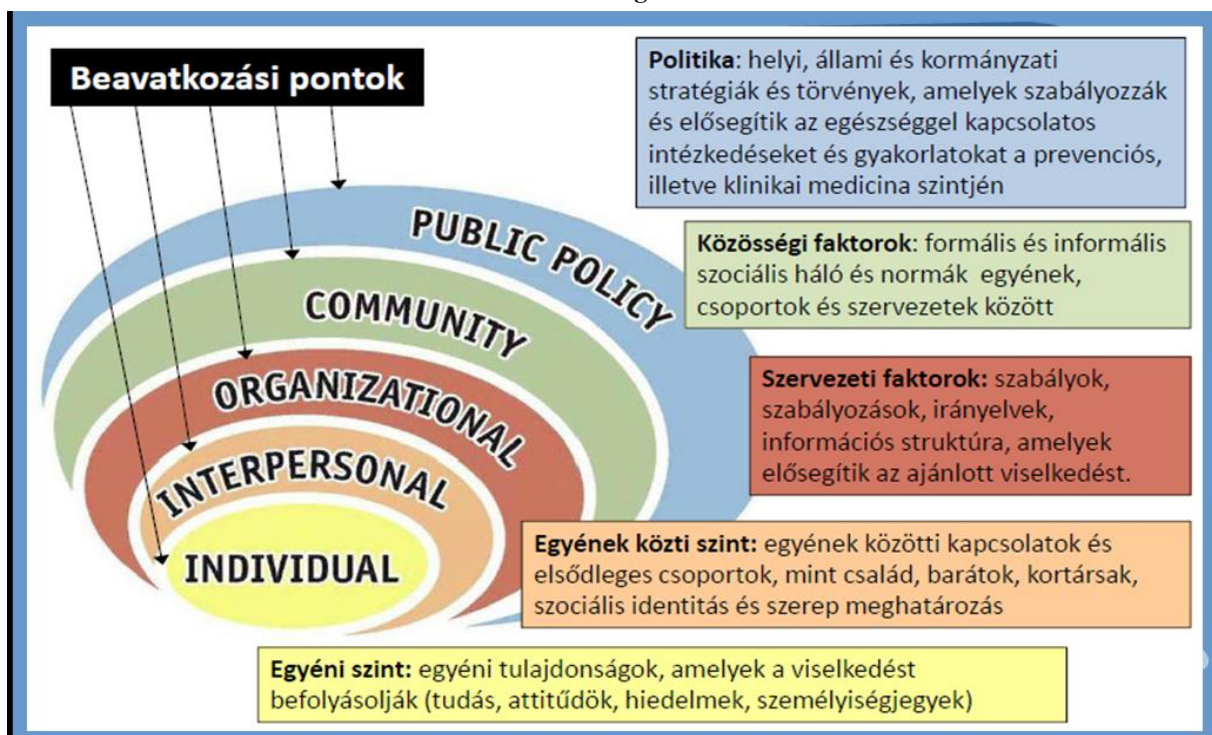 Beavatkozási pontok
Politika: helyi, állami és kormányzati
stratégiák és törvények, amelyek szabályozzák
és elősegítik az egészséggel kapcsolatos
intézkedéseket és gyakorlatokat a prevenciós,
illetve klinikai medicina szintjén
PUBLIC POLICY
Közösségi faktorok: formális és informális
szociális háló és normák egyének,
csoportok és szervezetek között
COMMUNITY
Szervezeti faktorok: szabályok,
szabályozások, irányelvek,
információs struktúra, amelyek
elősegítik az ajánlott viselkedést.
ORGANIZATIONAL
INTERPERSONAL
Egyének közti szint: egyének közötti kapcsolatok és
elsődleges csoportok, mint család, barátok, kortársak,
szociális identitás és szerep meghatározás
INDIVIDUAL
Egyéni szint: egyéni tulajdonságok, amelyek a viselkedést
befolyásolják (tudás, attitűdök, hiedelmek, személyiségjegyek)